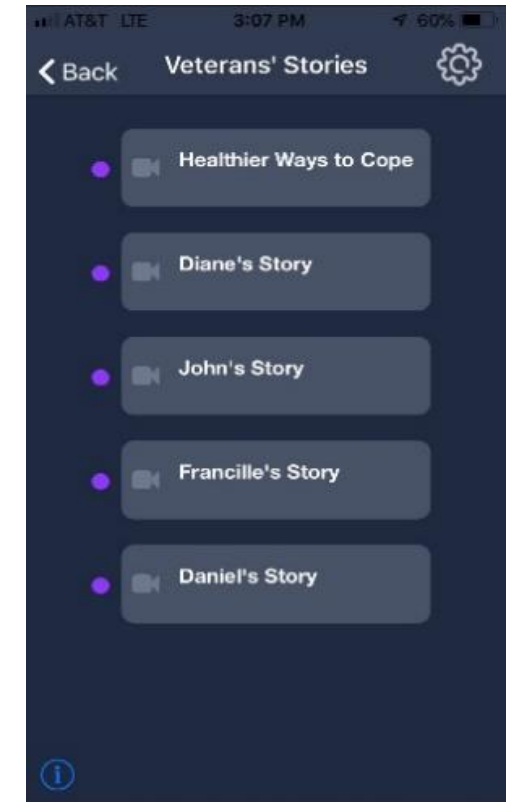 AT&T LTE 3:07 PM 60%
Back Veterans' Stories
Healthier Ways to Cope
Diane's Story
John's Story
Francille's Story
Daniel's Story
i